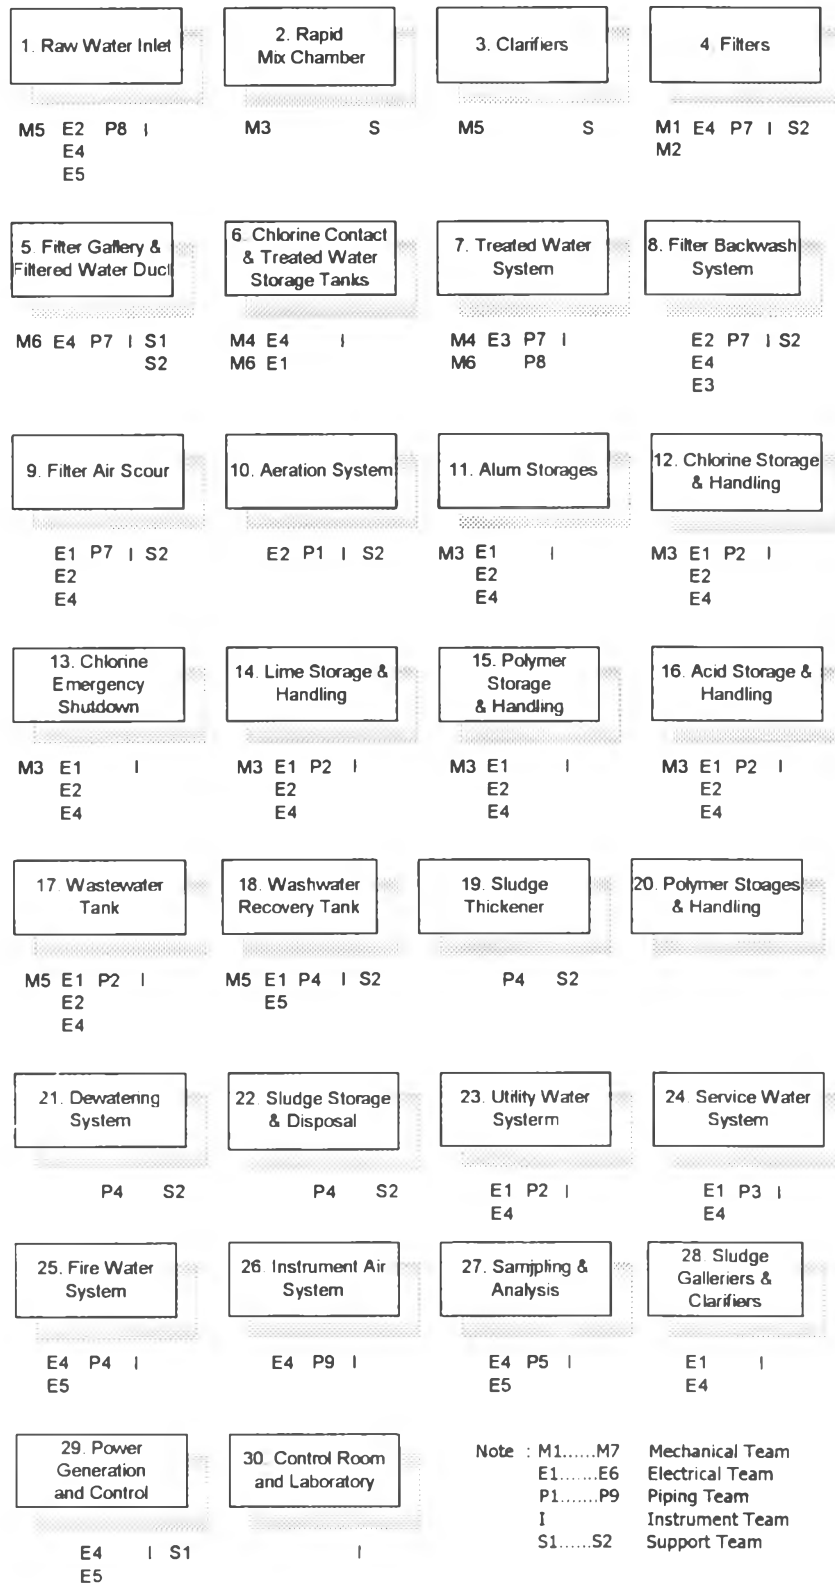 1. Raw Water Inlet
M5 E2 P8 I
E4
E5
2. Rapid
Mix Chamber
M3 S
3. Clarifiers
M5 S
4. Filters
M1 E4 P7 I S2
M2
5. Filter Gallery &
Filtered Water Duct
M6 E4 P7 I S1
S2
6. Chlorine Contact
& Treated Water
Storage Tanks
M4 E4 I
M6 E1
7. Treated Water
System
M4 E3 P7 I
M6 P8
8. Filter Backwash
System
E2 P7 I S2
E4
E3
9. Filter Air Scour
E1 P7 I S2
E2
E4
10. Aeration System
E2 P1 I S2
11. Alum Storages
M3 E1 I
E2
E4
12. Chlorine Storage
& Handling
M3 E1 P2 I
E2
E4
13. Chlorine
Emergency
Shutdown
M3 E1 I
E2
E4
14. Lime Storage &
Handling
M3 E1 P2 I
E2
E4
15. Polymer
Storage
& Handling
M3 E1 I
E2
E4
16. Acid Storage &
Handling
M3 E1 P2 I
E2
E4
17. Wastewater
Tank
M5 E1 P2 I
E2
E4
18. Washwater
Recovery Tank
M5 E1 P4 I S2
E5
19. Sludge
Thickener
P4 S2
20. Polymer Stoages
& Handling
21. Dewatering
System
P4 S2
22. Sludge Storage
& Disposal
P4 S2
23. Utility Water
Systerm
E1 P2 I
E4
24. Service Water
System
E1 P3 I
E4
25. Fire Water
System
E4 P4 I
E5
26. Instrument Air
System
E4 P9 I
27. Sampling &
Analysis
E4 P5 I
E5
28. Sludge
Galleriers &
Clarifiers
E1 I
E4
29. Power
Generation
and Control
E4 I S1
E5
30. Control Room
and Laboratory
I
Note : M1......M7 Mechanical Team
E1......E6 Electrical Team
P1.......P9 Piping Team
I Instrument Team
S1......S2 Support Team